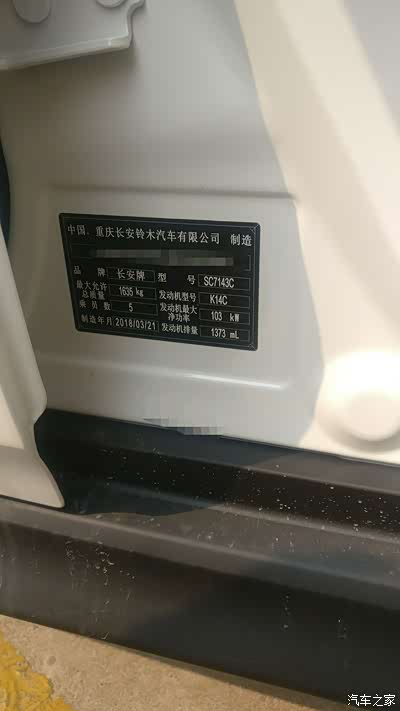 中国．重庆长安铃木汽车有限公司 制造
品牌 长安牌 型号 SC7143C
最大允许总质量 1635 kg 发动机型号 K14C
乘员数 5 发动机最大净功率 103 kW
制造年月 2018/03/21 发动机排量 1373 mL
汽车之家